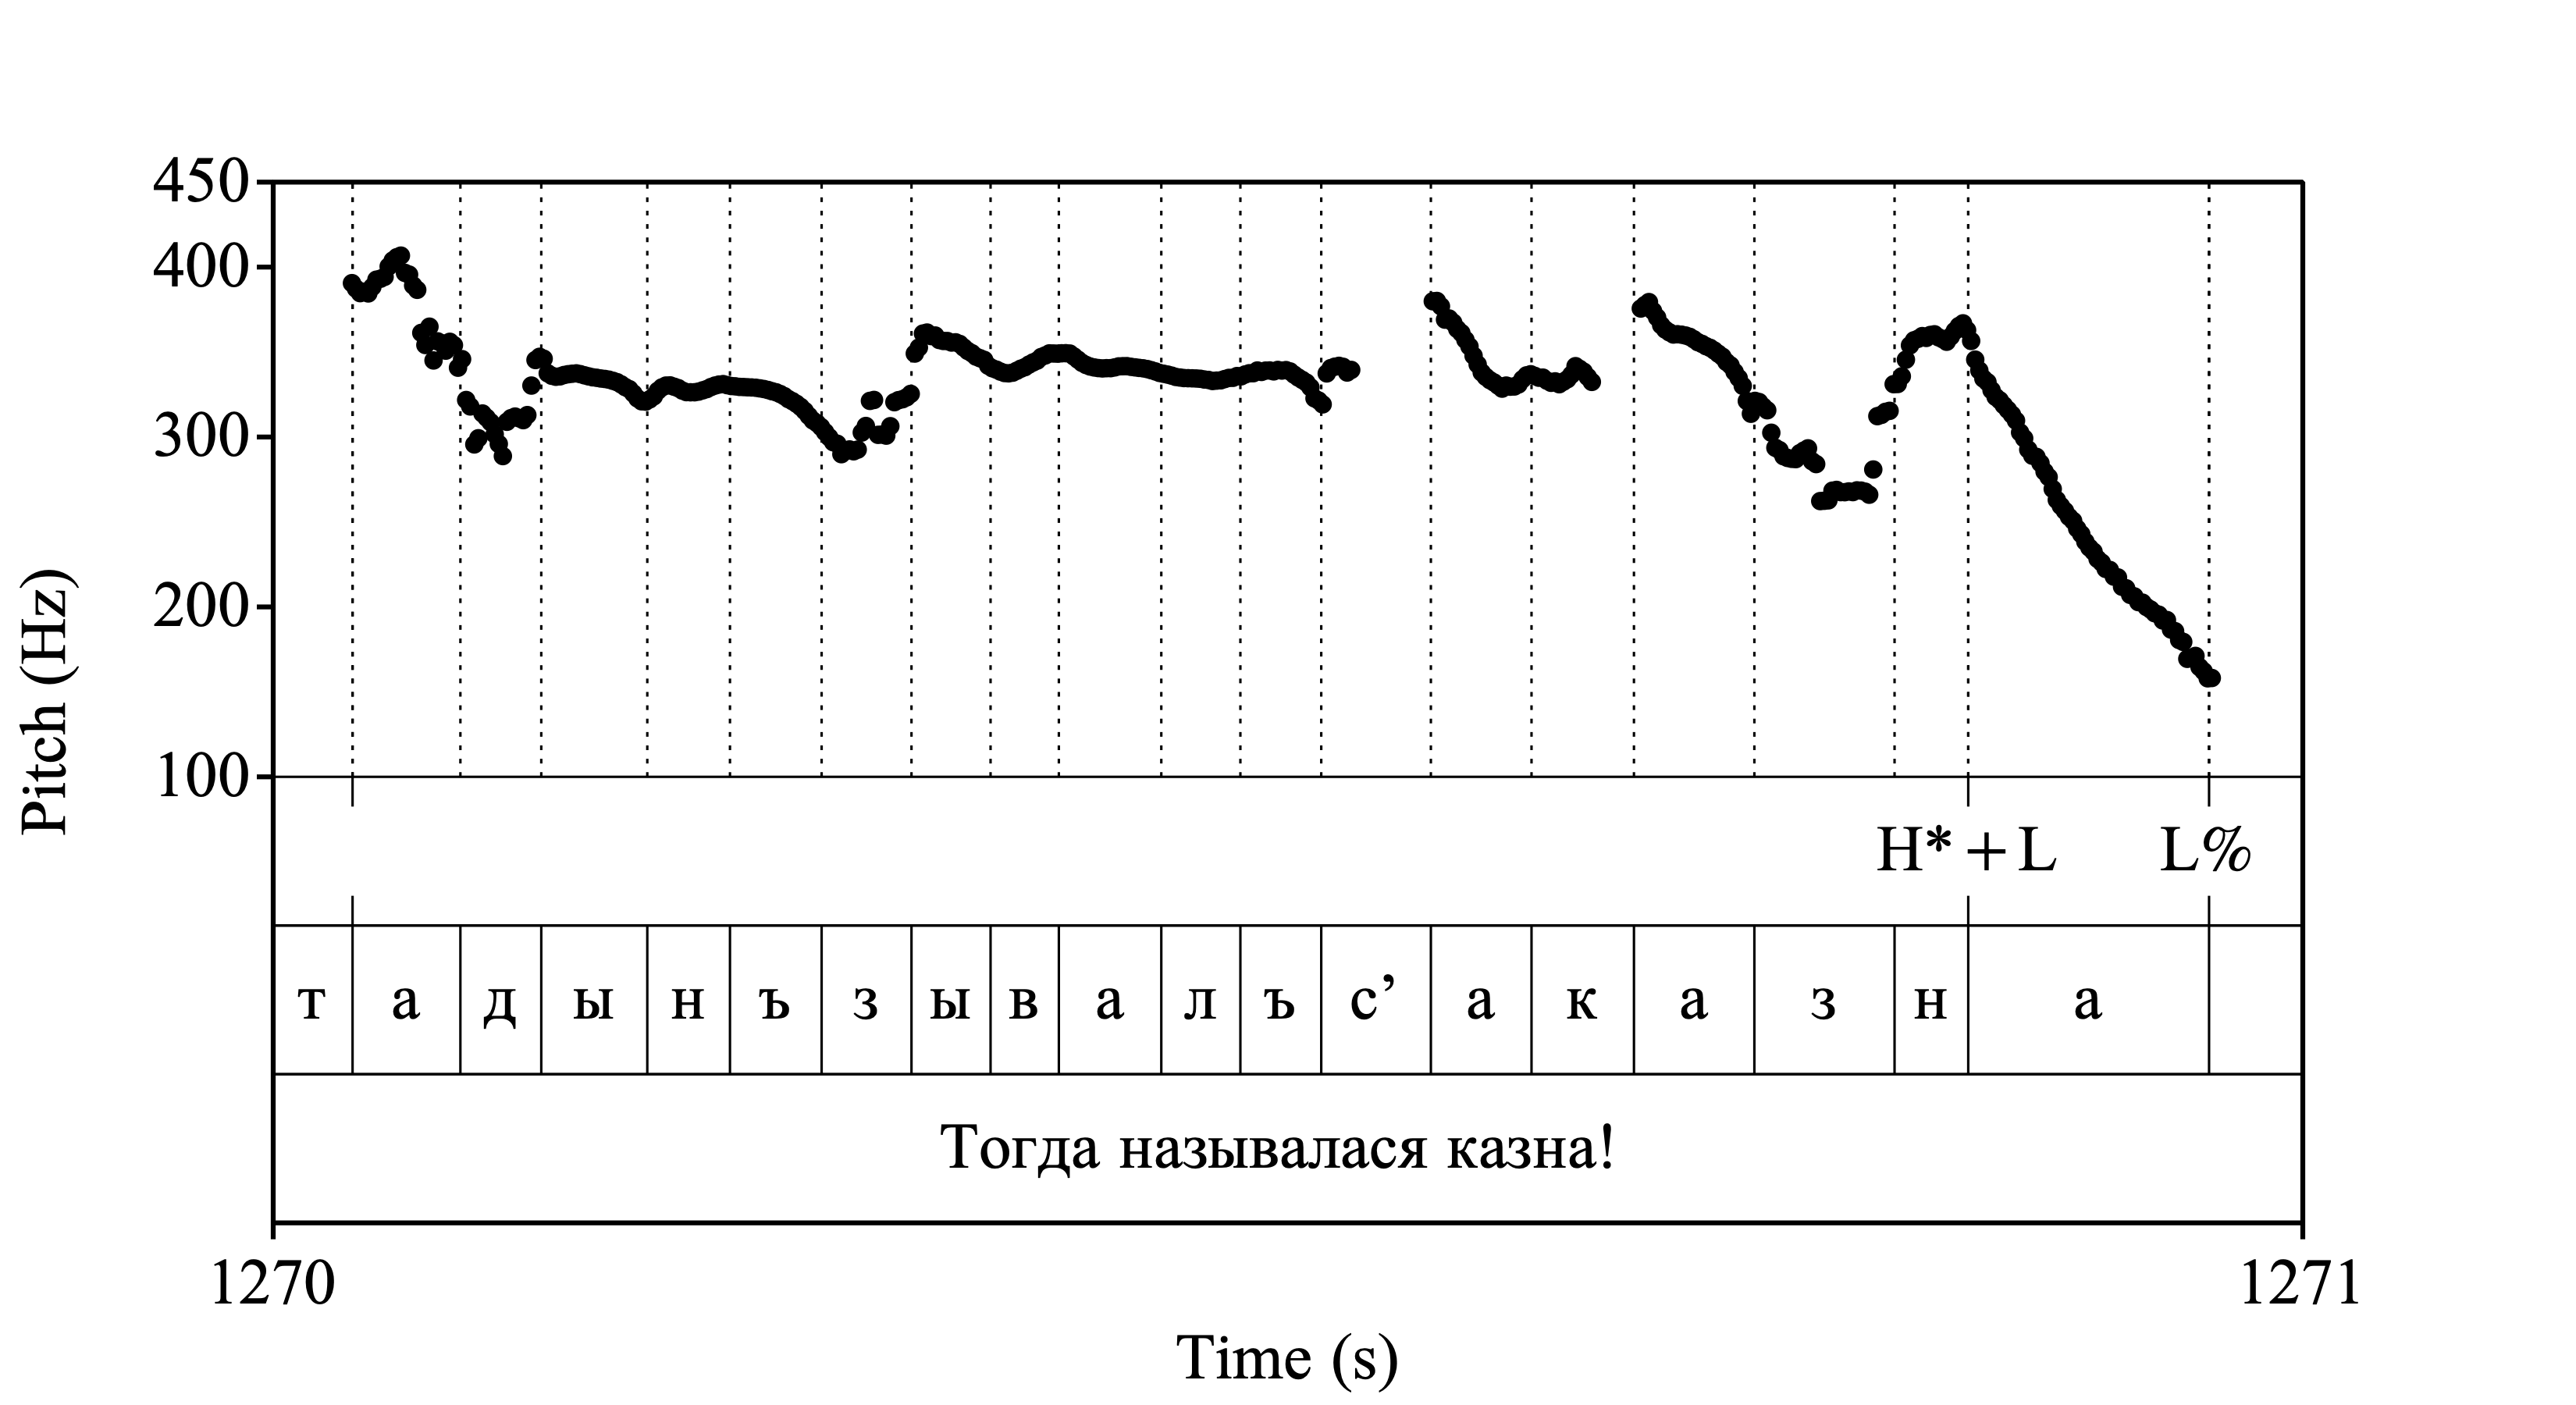 450
400
300
200
100
Pitch (Hz)
H*+L L%
т а д ы н ъ з ы в а л ъ с’ а к а з н а
Тогда называлася казна!
1270 1271
Time (s)